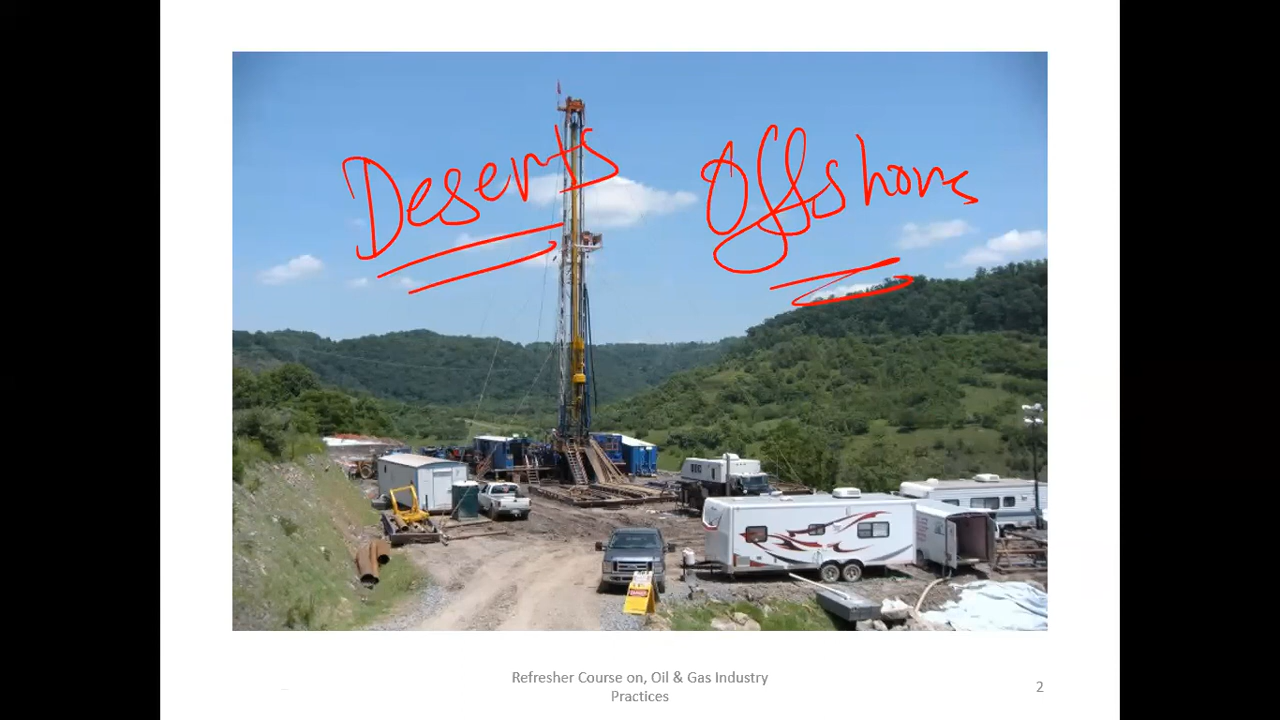 Deserts
Offshore
Refresher Course on, Oil & Gas Industry
Practices
2